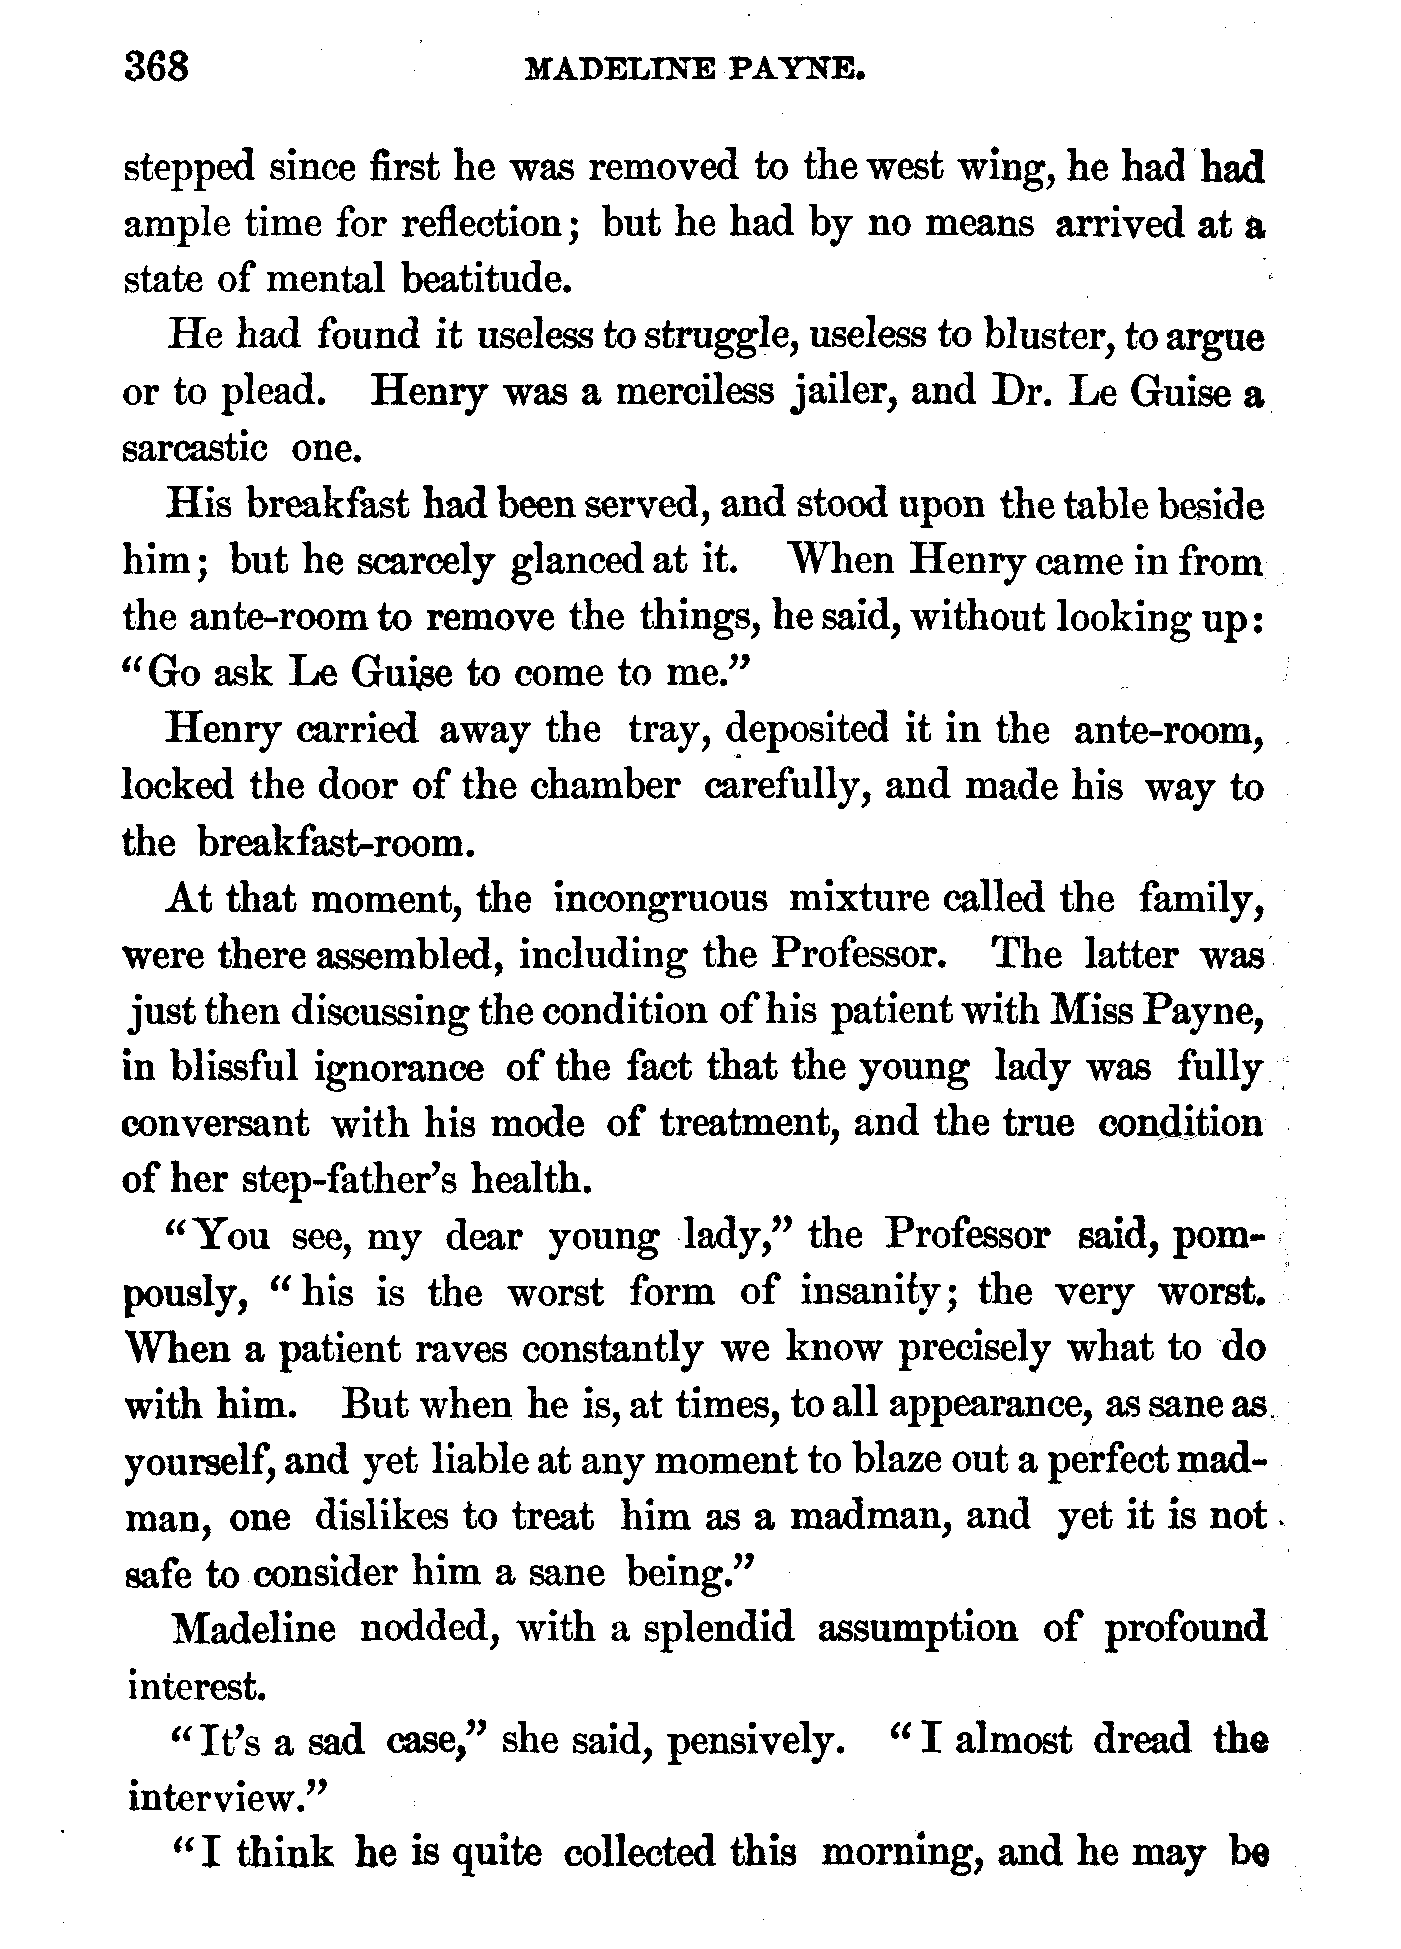 368 MADELINE PAYNE.
stepped since first he was removed to the west wing, he had had
ample time for reflection; but he had by no means arrived at a
state of mental beatitude.
He had found it useless to struggle, useless to bluster, to argue
or to plead. Henry was a merciless jailer, and Dr. Le Guise a
sarcastic one.
His breakfast had been served, and stood upon the table beside
him; but he scarcely glanced at it. When Henry came in from
the ante-room to remove the things, he said, without looking up:
“Go ask Le Guise to come to me.”
Henry carried away the tray, deposited it in the ante-room,
locked the door of the chamber carefully, and made his way to
the breakfast-room.
At that moment, the incongruous mixture called the family,
were there assembled, including the Professor. The latter was
just then discussing the condition of his patient with Miss Payne,
in blissful ignorance of the fact that the young lady was fully
conversant with his mode of treatment, and the true condition
of her step-father’s health.
“You see, my dear young lady,” the Professor said, pom-
pously, “his is the worst form of insanity; the very worst.
When a patient raves constantly we know precisely what to do
with him. But when he is, at times, to all appearance, as sane as
yourself, and yet liable at any moment to blaze out a perfect mad-
man, one dislikes to treat him as a madman, and yet it is not
safe to consider him a sane being.”
Madeline nodded, with a splendid assumption of profound
interest.
“It’s a sad case,” she said, pensively. “I almost dread the
interview.”
“I think he is quite collected this morning, and he may be